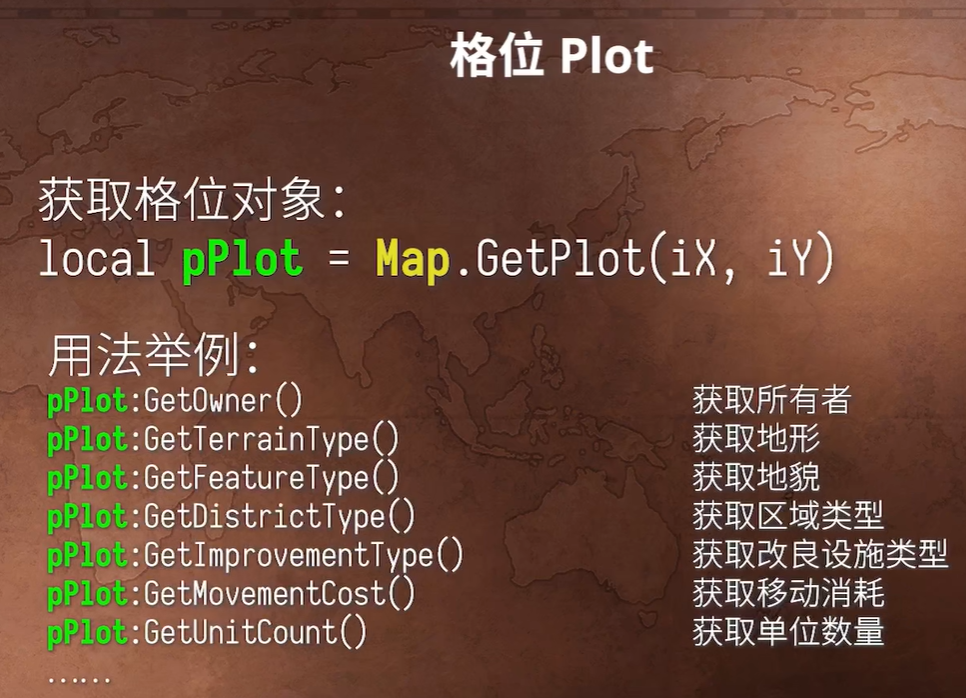 格位 Plot
获取格位对象：
local pPlot = Map.GetPlot(iX, iY)
用法举例：
pPlot:GetOwner() 获取所有者
pPlot:GetTerrainType() 获取地形
pPlot:GetFeatureType() 获取地貌
pPlot:GetDistrictType() 获取区域类型
pPlot:GetImprovementType() 获取改良设施类型
pPlot:GetMovementCost() 获取移动消耗
pPlot:GetUnitCount() 获取单位数量
……